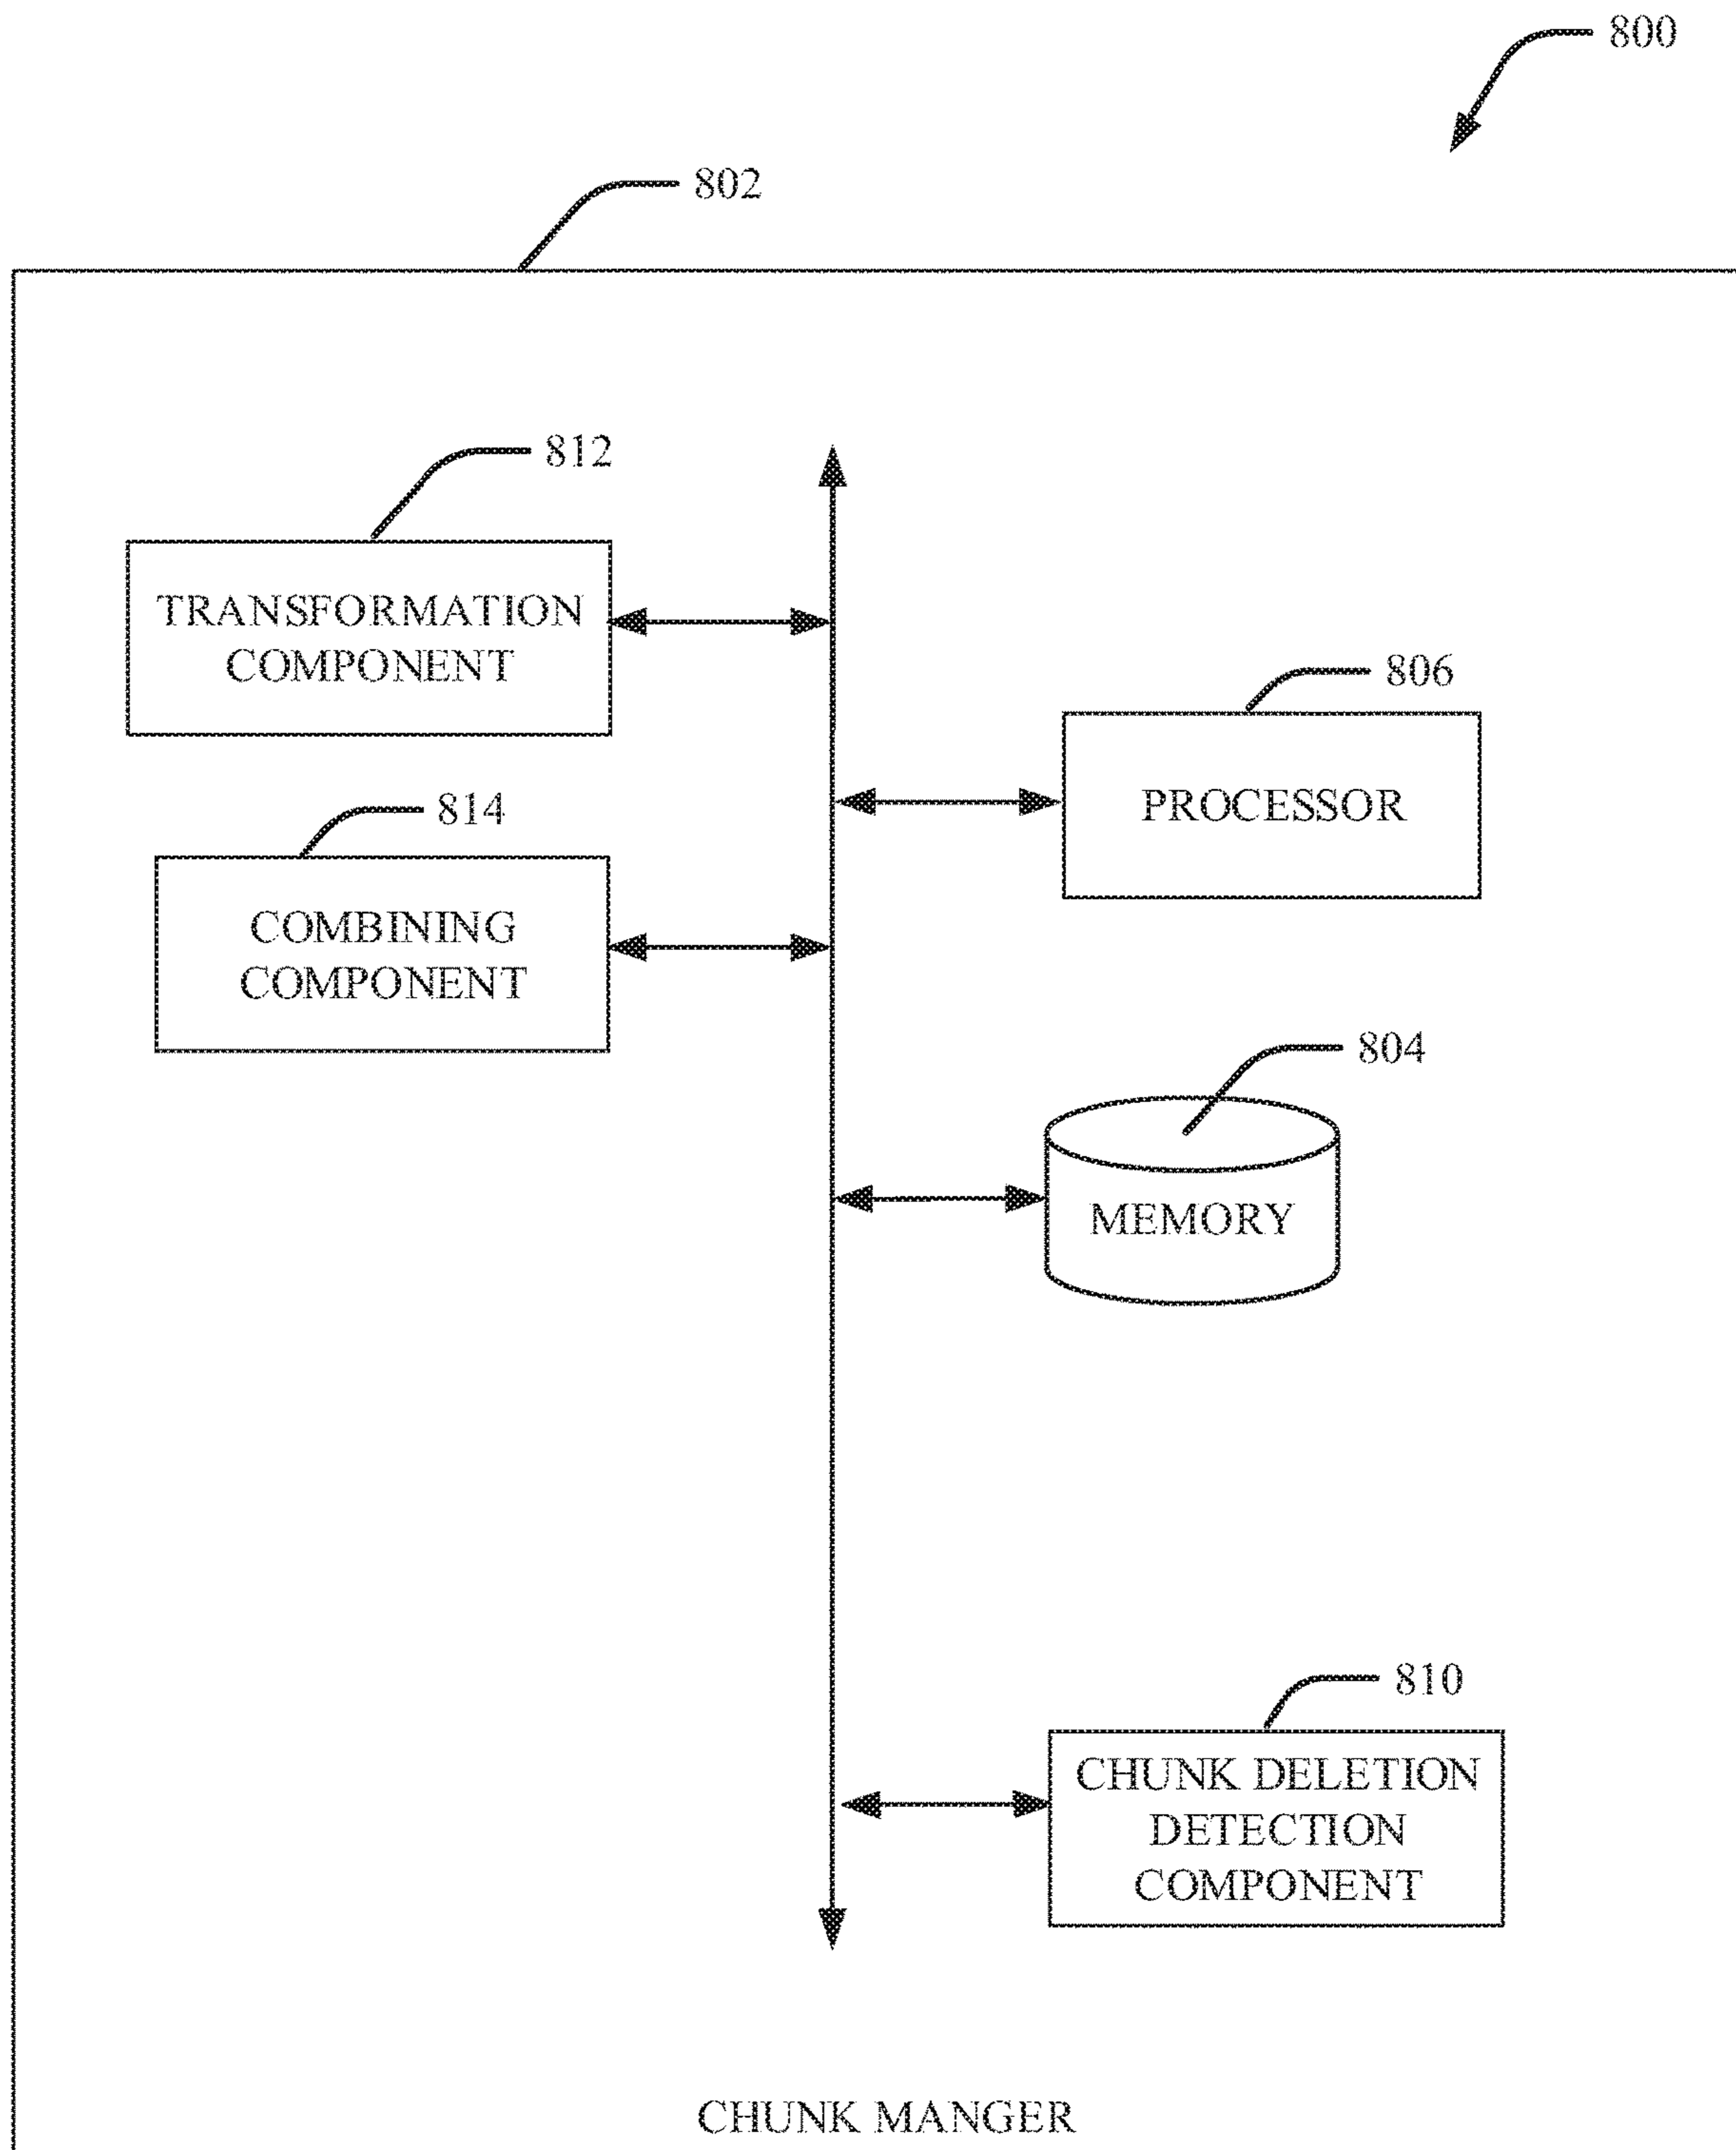 800
802
812
TRANSFORMATION
COMPONENT
806
PROCESSOR
814
COMBINING
COMPONENT
804
MEMORY
810
CHUNK DELETION
DETECTION
COMPONENT
CHUNK MANGER